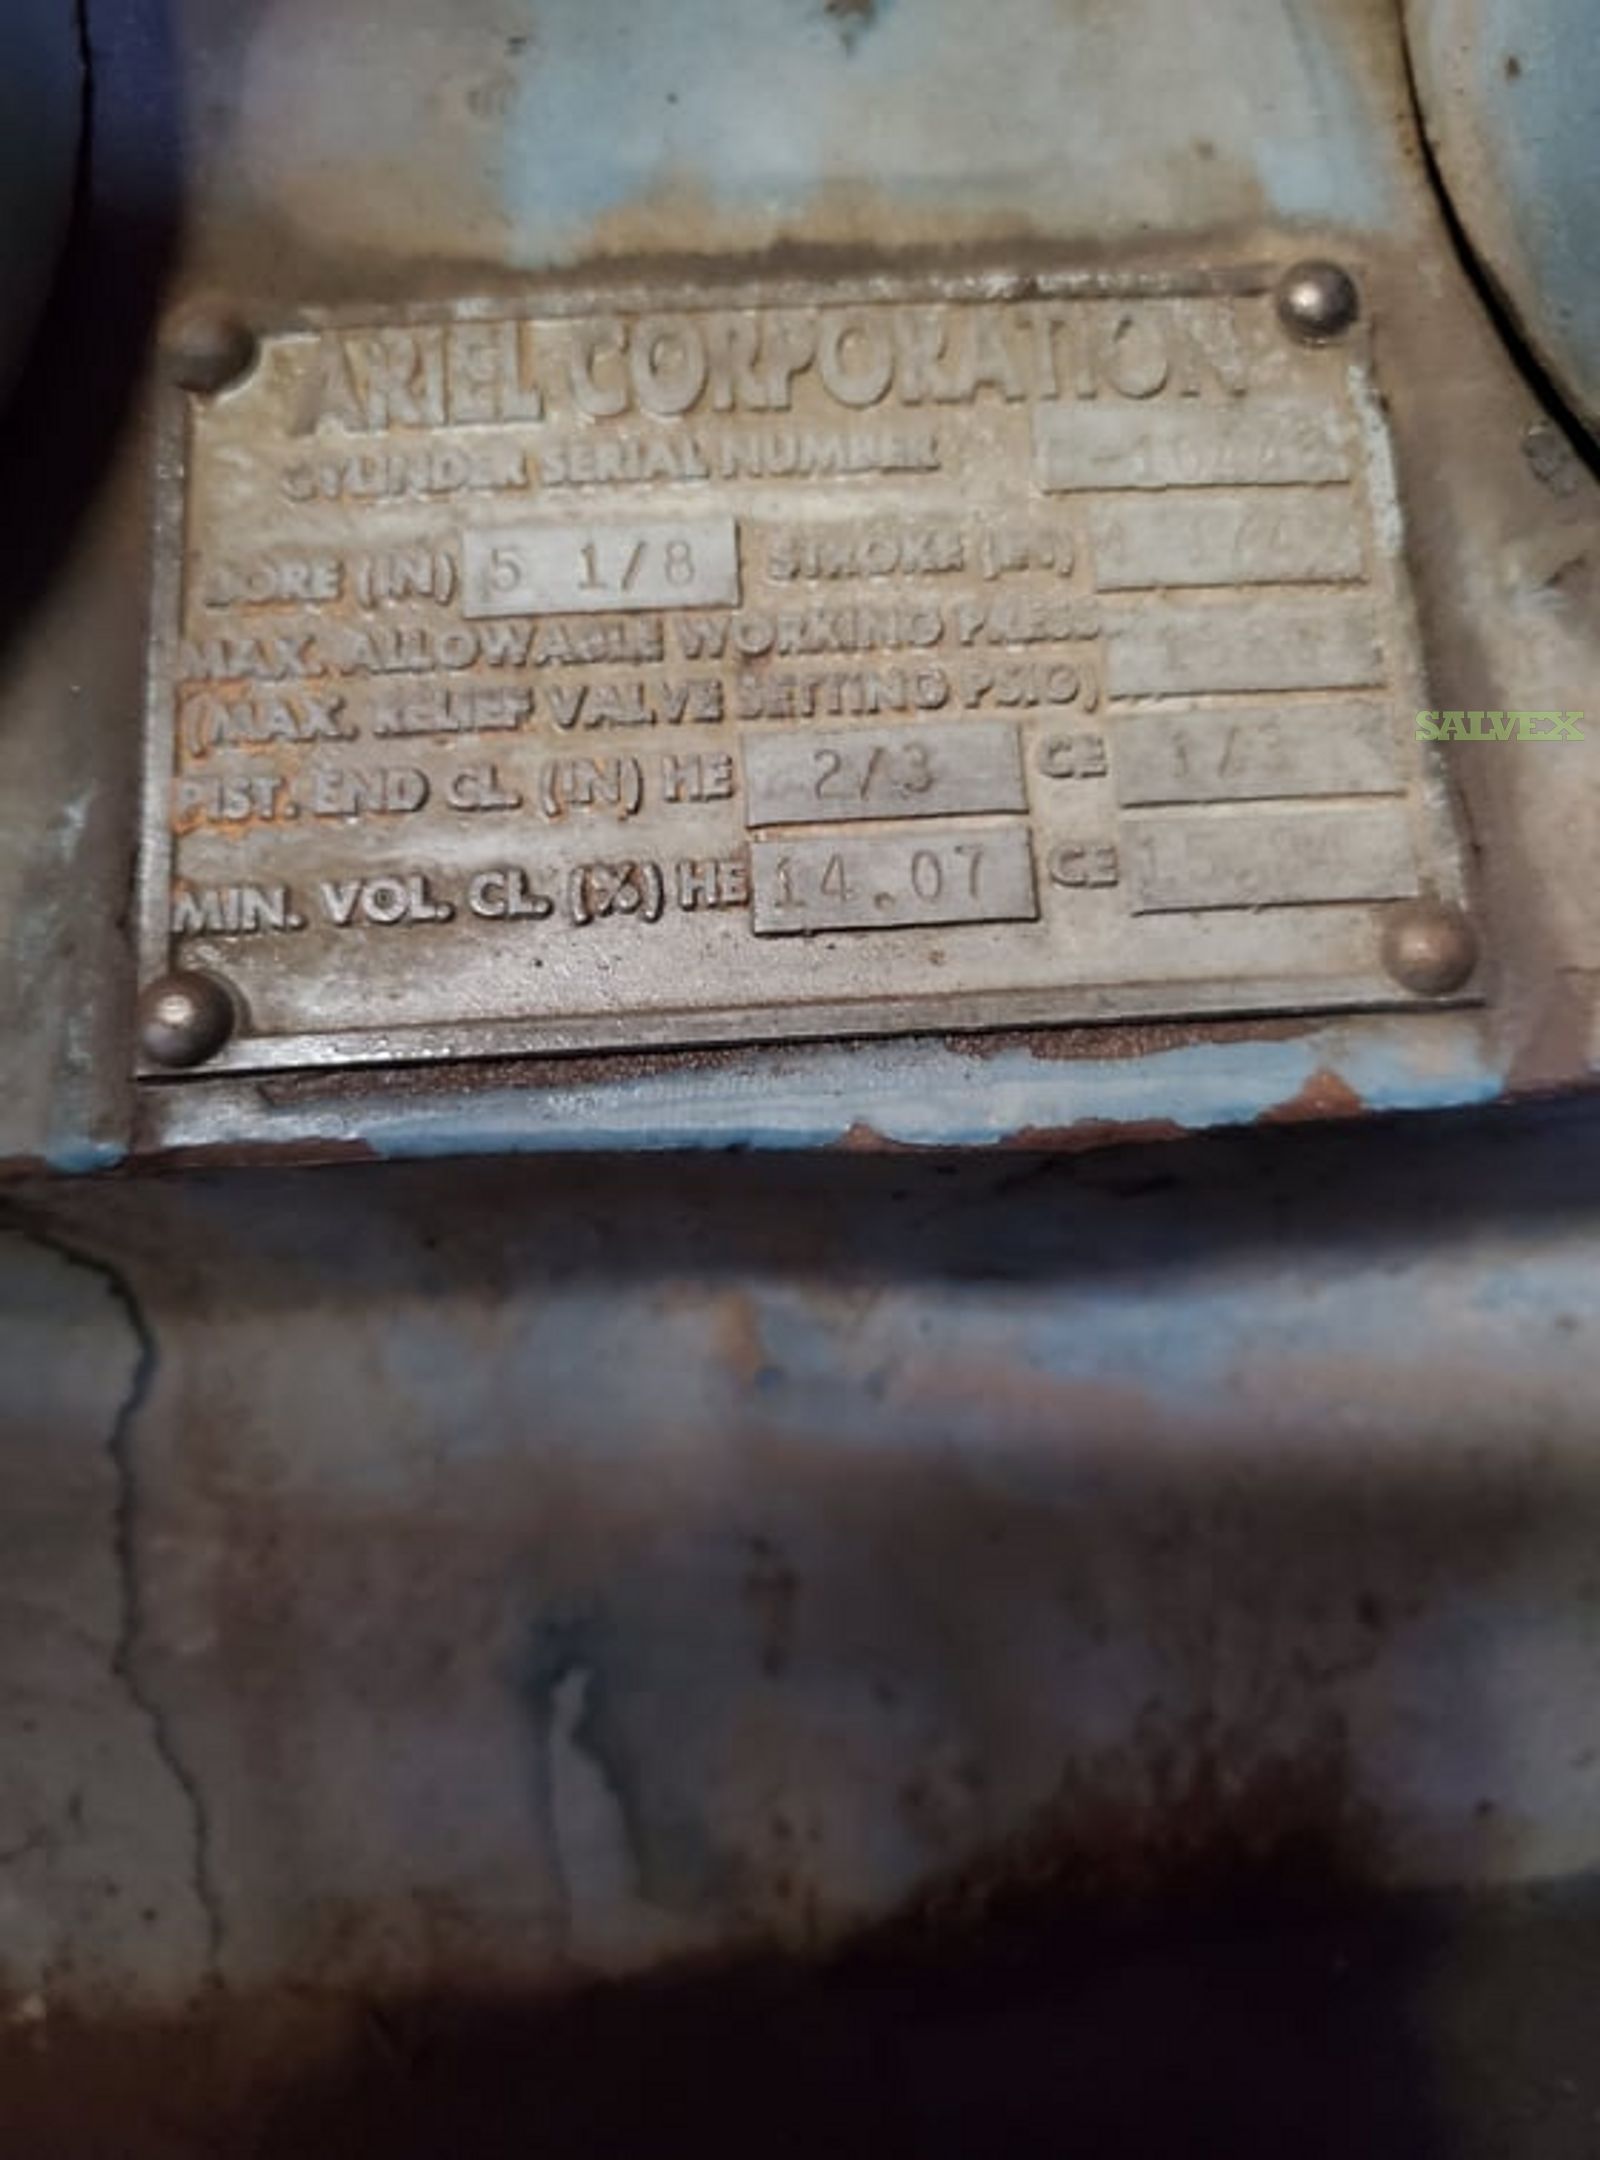 ARIEL CORPORATION
CYLINDER SERIAL NUMBER
BORE (IN) 5 1/8 STROKE (IN)
MAX. ALLOWABLE WORKING PRESS
(MAX. RELIEF VALVE SETTING PSIG)
PIST. END CL. (IN) HE 2/3 CE
MIN. VOL. CL. (%) HE 14.07 CE
SALVEX